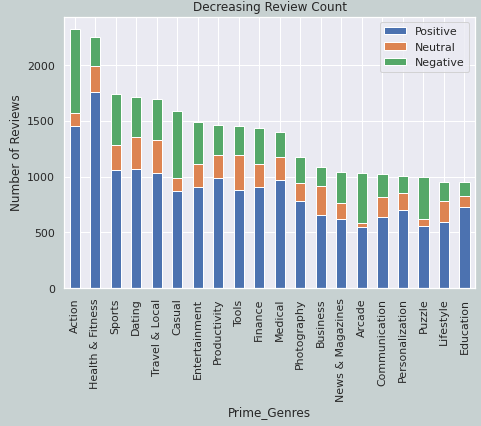 Decreasing Review Count
Positive
Neutral
Negative
Number of Reviews
2000
1500
1000
500
0
Action
Health & Fitness
Sports
Dating
Travel & Local
Casual
Entertainment
Productivity
Tools
Finance
Medical
Photography
Business
News & Magazines
Arcade
Communication
Personalization
Puzzle
Lifestyle
Education
Prime_Genres